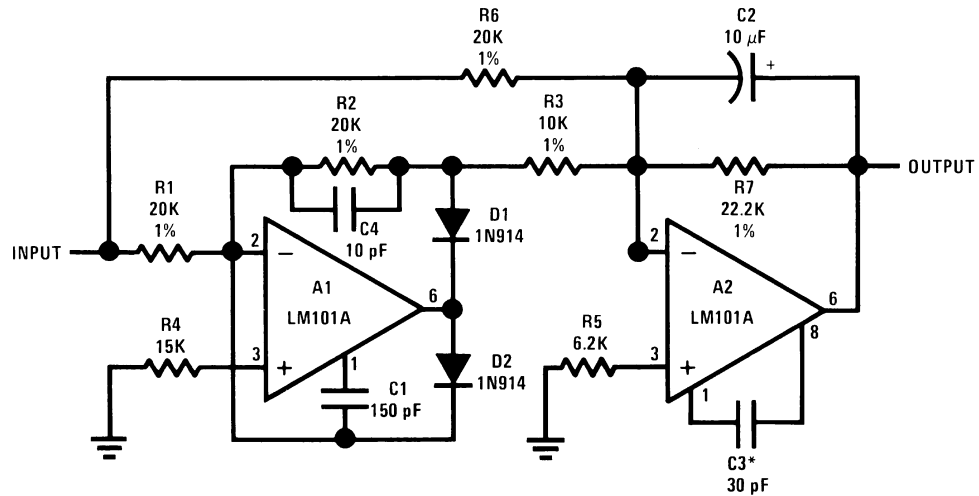 R6
20K
1%
C2
10 μF
+
R2
20K
1%
R3
10K
1%
OUTPUT
R1
20K
1%
C4
10 pF
D1
1N914
R7
22.2K
1%
INPUT
2
−
A1
LM101A
6
2
−
A2
LM101A
6
8
R4
15K
3
+
1
D2
1N914
R5
6.2K
3
+
1
C1
150 pF
C3*
30 pF